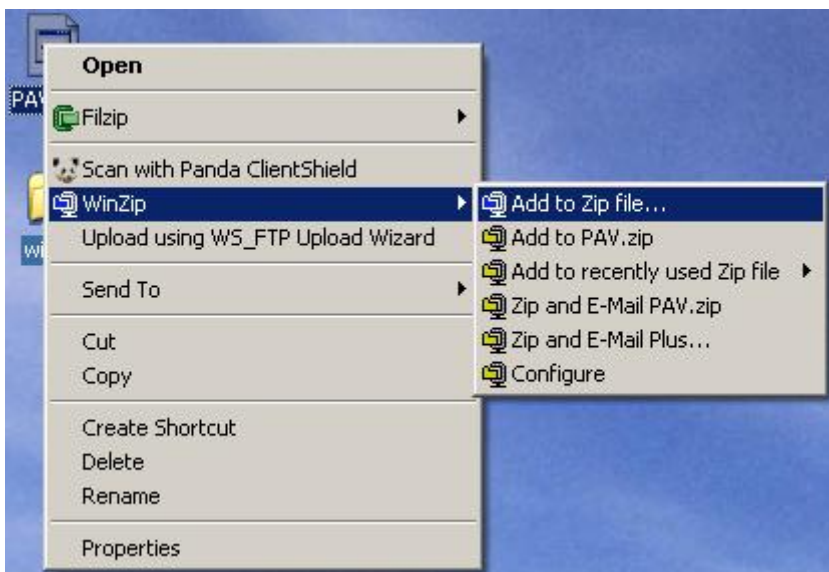 PAV
Open
Filzip
Scan with Panda ClientShield
WinZip
Upload using WS_FTP Upload Wizard
Send To
Cut
Copy
Create Shortcut
Delete
Rename
Properties
Add to Zip file...
Add to PAV.zip
Add to recently used Zip file
Zip and E-Mail PAV.zip
Zip and E-Mail Plus...
Configure